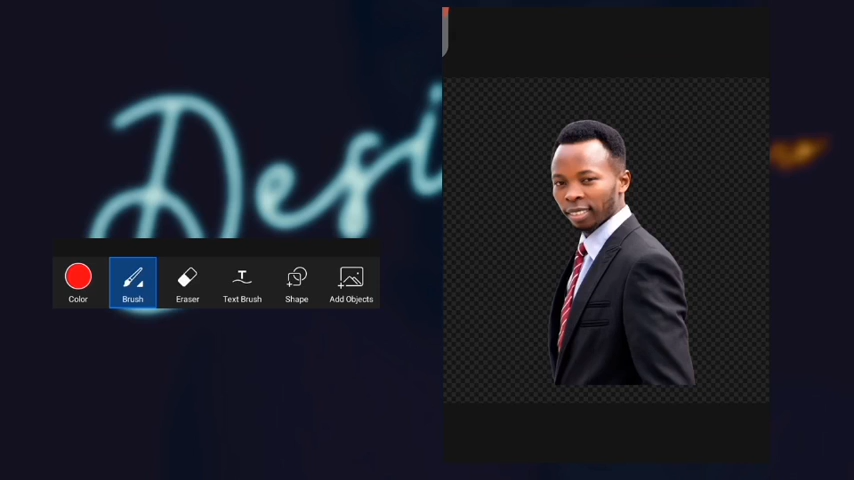 Desi
Color
Brush
Eraser
Text Brush
Shape
Add Objects